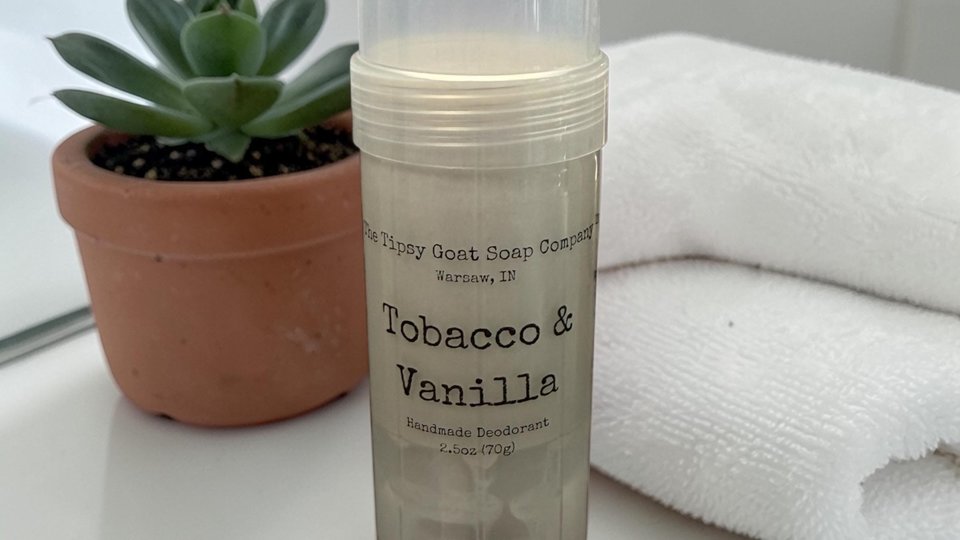 The Tipsy Goat Soap Company
Warsaw, IN
Tobacco &
Vanilla
Handmade Deodorant
2.5oz (70g)